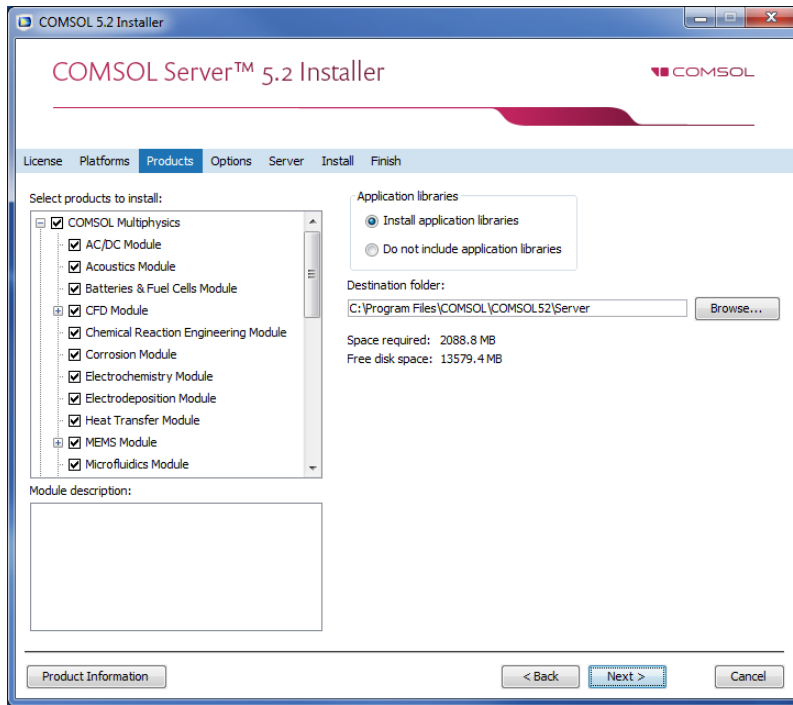 COMSOL 5.2 Installer
COMSOL Server™ 5.2 Installer
COMSOL
License Platforms Products Options Server Install Finish
Select products to install:
COMSOL Multiphysics
AC/DC Module
Acoustics Module
Batteries & Fuel Cells Module
CFD Module
Chemical Reaction Engineering Module
Corrosion Module
Electrochemistry Module
Electrodeposition Module
Heat Transfer Module
MEMS Module
Microfluidics Module
Module description:
Application libraries
Install application libraries
Do not include application libraries
Destination folder:
C:\Program Files\COMSOL\COMSOL52\Server
Browse...
Space required: 2088.8 MB
Free disk space: 13579.4 MB
Product Information
< Back
Next >
Cancel